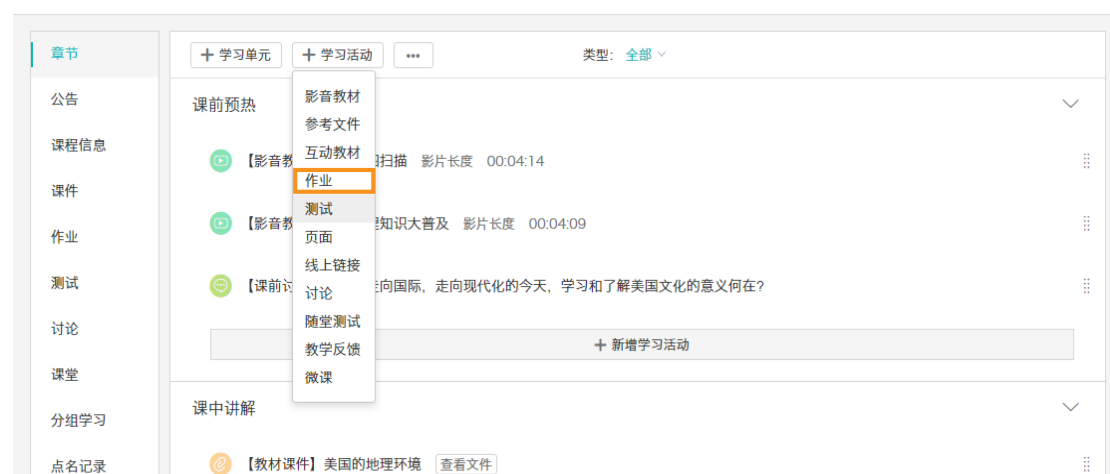 章节
公告
课程信息
课件
作业
测试
讨论
课堂
分组学习
点名记录
+ 学习单元 + 学习活动 ··· 类型: 全部
影音教材
参考文件
互动教材
作业
测试
页面
线上链接
讨论
随堂测试
教学反馈
微课
课前预热
【影音教 扫描 影片长度 00:04:14
【影音教 知识大普及 影片长度 00:04:09
【课前讨 走向国际，走向现代化的今天，学习和了解美国文化的意义何在?
+ 新增学习活动
课中讲解
【教材课件】美国的地理环境 查看文件